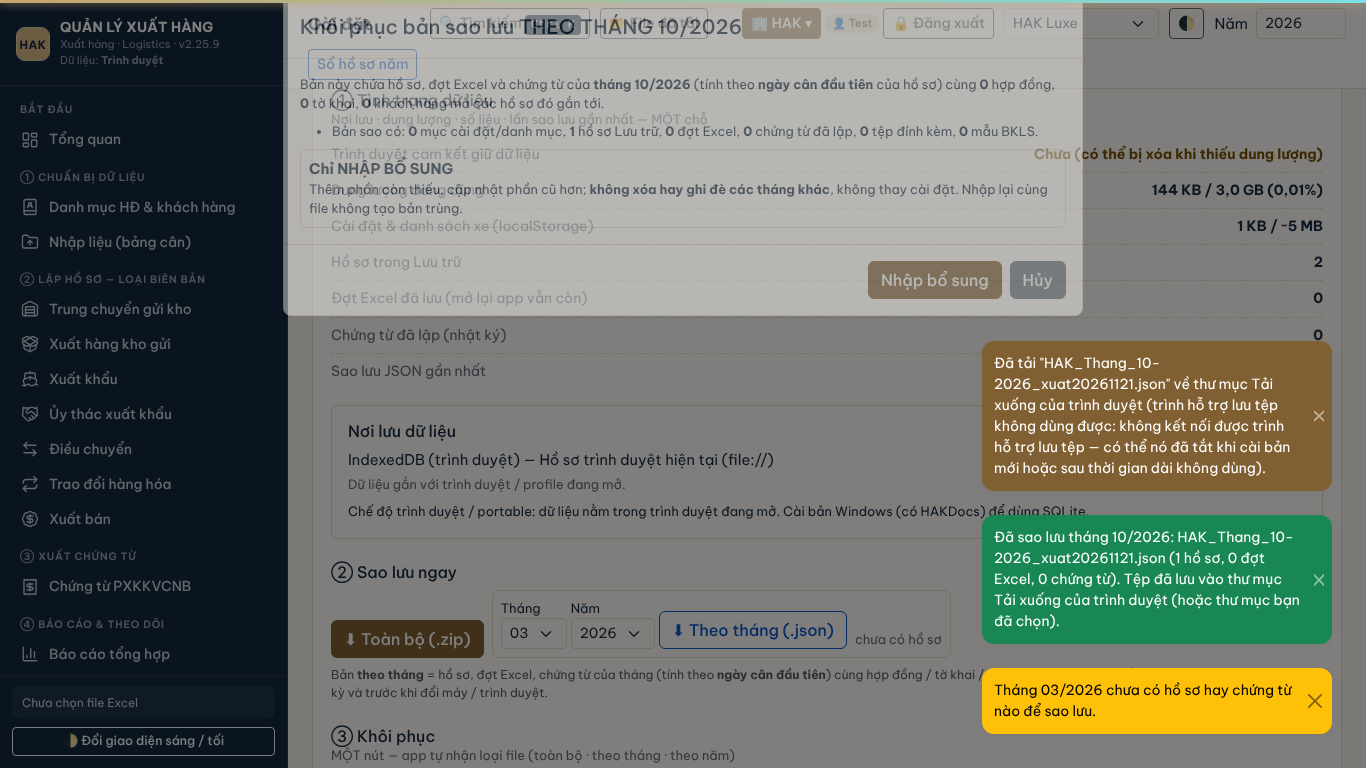 HAK
QUẢN LÝ XUẤT HÀNG
Xuất hàng · Logistics · v2.25.9
Dữ liệu: Trình duyệt
BẮT ĐẦU
Tổng quan
① CHUẨN BỊ DỮ LIỆU
Danh mục HĐ & khách hàng
Nhập liệu (bảng cân)
② LẬP HỒ SƠ — LOẠI BIÊN BẢN
Trung chuyển gửi kho
Xuất hàng kho gửi
Xuất khẩu
Ủy thác xuất khẩu
Điều chuyển
Trao đổi hàng hóa
Xuất bán
③ XUẤT CHỨNG TỪ
Chứng từ PXKKVCNB
④ BÁO CÁO & THEO DÕI
Báo cáo tổng hợp
Chưa chọn file Excel
Đổi giao diện sáng / tối
Khôi phục bản sao lưu THEO THÁNG 10/2026
HAK ▾
Test
Đăng xuất
HAK Luxe
Năm
2026
Sổ hồ sơ năm
Bản này chứa hồ sơ, đợt Excel và chứng từ của tháng 10/2026 (tính theo ngày cân đầu tiên của hồ sơ) cùng 0 hợp đồng,
0 tờ khai, 0 khách hàng mà các hồ sơ đó gắn tới.
① Tình trạng dữ liệu
Nơi lưu · dung lượng · số liệu · lần sao lưu gần nhất — MỘT chỗ
Bản sao có: 0 mục cài đặt/danh mục, 1 hồ sơ Lưu trữ, 0 đợt Excel, 0 chứng từ đã lập, 0 tệp đính kèm, 0 mẫu BKLS.
Trình duyệt cam kết giữ dữ liệu
Chưa (có thể bị xóa khi thiếu dung lượng)
Chỉ NHẬP BỔ SUNG
Thêm phần còn thiếu, cập nhật phần cũ hơn; không xóa hay ghi đè các tháng khác, không thay cài đặt. Nhập lại cùng
file không tạo bản trùng.
144 KB / 3,0 GB (0,01%)
Cài đặt & danh sách xe (localStorage)
1 KB / ~5 MB
Hồ sơ trong Lưu trữ
2
Nhập bổ sung
Hủy
Đợt Excel đã lưu (mở lại app vẫn còn)
0
Chứng từ đã lập (nhật ký)
0
Sao lưu JSON gần nhất
Nơi lưu dữ liệu
IndexedDB (trình duyệt) — Hồ sơ trình duyệt hiện tại (file://)
Dữ liệu gắn với trình duyệt / profile đang mở.
Chế độ trình duyệt / portable: dữ liệu nằm trong trình duyệt đang mở. Cài bản Windows (có HAKDocs) để dùng SQLite.
② Sao lưu ngay
⬇ Toàn bộ (.zip)
Tháng
Năm
03
2026
⬇ Theo tháng (.json)
chưa có hồ sơ
Bản theo tháng = hồ sơ, đợt Excel, chứng từ của tháng (tính theo ngày cân đầu tiên) cùng hợp đồng / tờ khai /
kỳ và trước khi đổi máy / trình duyệt.
③ Khôi phục
MỘT nút — app tự nhận loại file (toàn bộ · theo tháng · theo năm)
Đã tải "HAK_Thang_10-
2026_xuat20261121.json" về thư mục Tải
xuống của trình duyệt (trình hỗ trợ lưu tệp
không dùng được: không kết nối được trình
hỗ trợ lưu tệp — có thể nó đã tắt khi cài bản
mới hoặc sau thời gian dài không dùng).
Đã sao lưu tháng 10/2026: HAK_Thang_10-
2026_xuat20261121.json (1 hồ sơ, 0 đợt
Excel, 0 chứng từ). Tệp đã lưu vào thư mục
Tải xuống của trình duyệt (hoặc thư mục bạn
đã chọn).
Tháng 03/2026 chưa có hồ sơ hay chứng từ
nào để sao lưu.